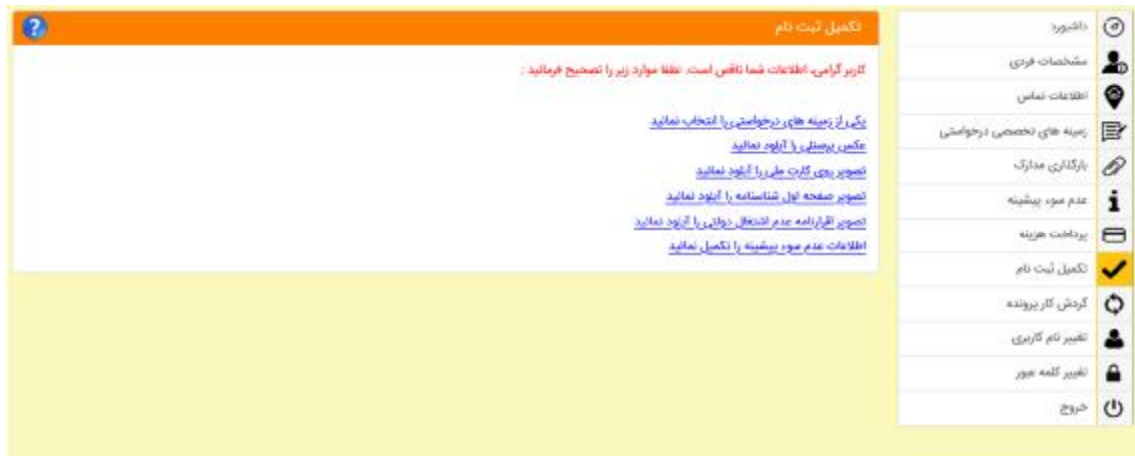 تکمیل ثبت نام
کاربر گرامی، اطلاعات شما ناقص است. لطفا موارد زیر را تصحیح فرمائید :
یکی از زمینه های درخواستی را انتخاب نمائید
عکس پرسنلی را آپلود نمائید
تصویر روی کارت ملی را آپلود نمائید
تصویر صفحه اول شناسنامه را آپلود نمائید
تصویر اقرارنامه عدم اشتغال دولتی را آپلود نمائید
اطلاعات عدم سوء پیشینه را تکمیل نمائید
داشبورد
مشخصات فردی
اطلاعات تماس
زمینه های تخصصی درخواستی
بارگذاری مدارک
عدم سوء پیشینه
پرداخت هزینه
تکمیل ثبت نام
گردش کار پرونده
تغییر نام کاربری
تغییر کلمه عبور
خروج